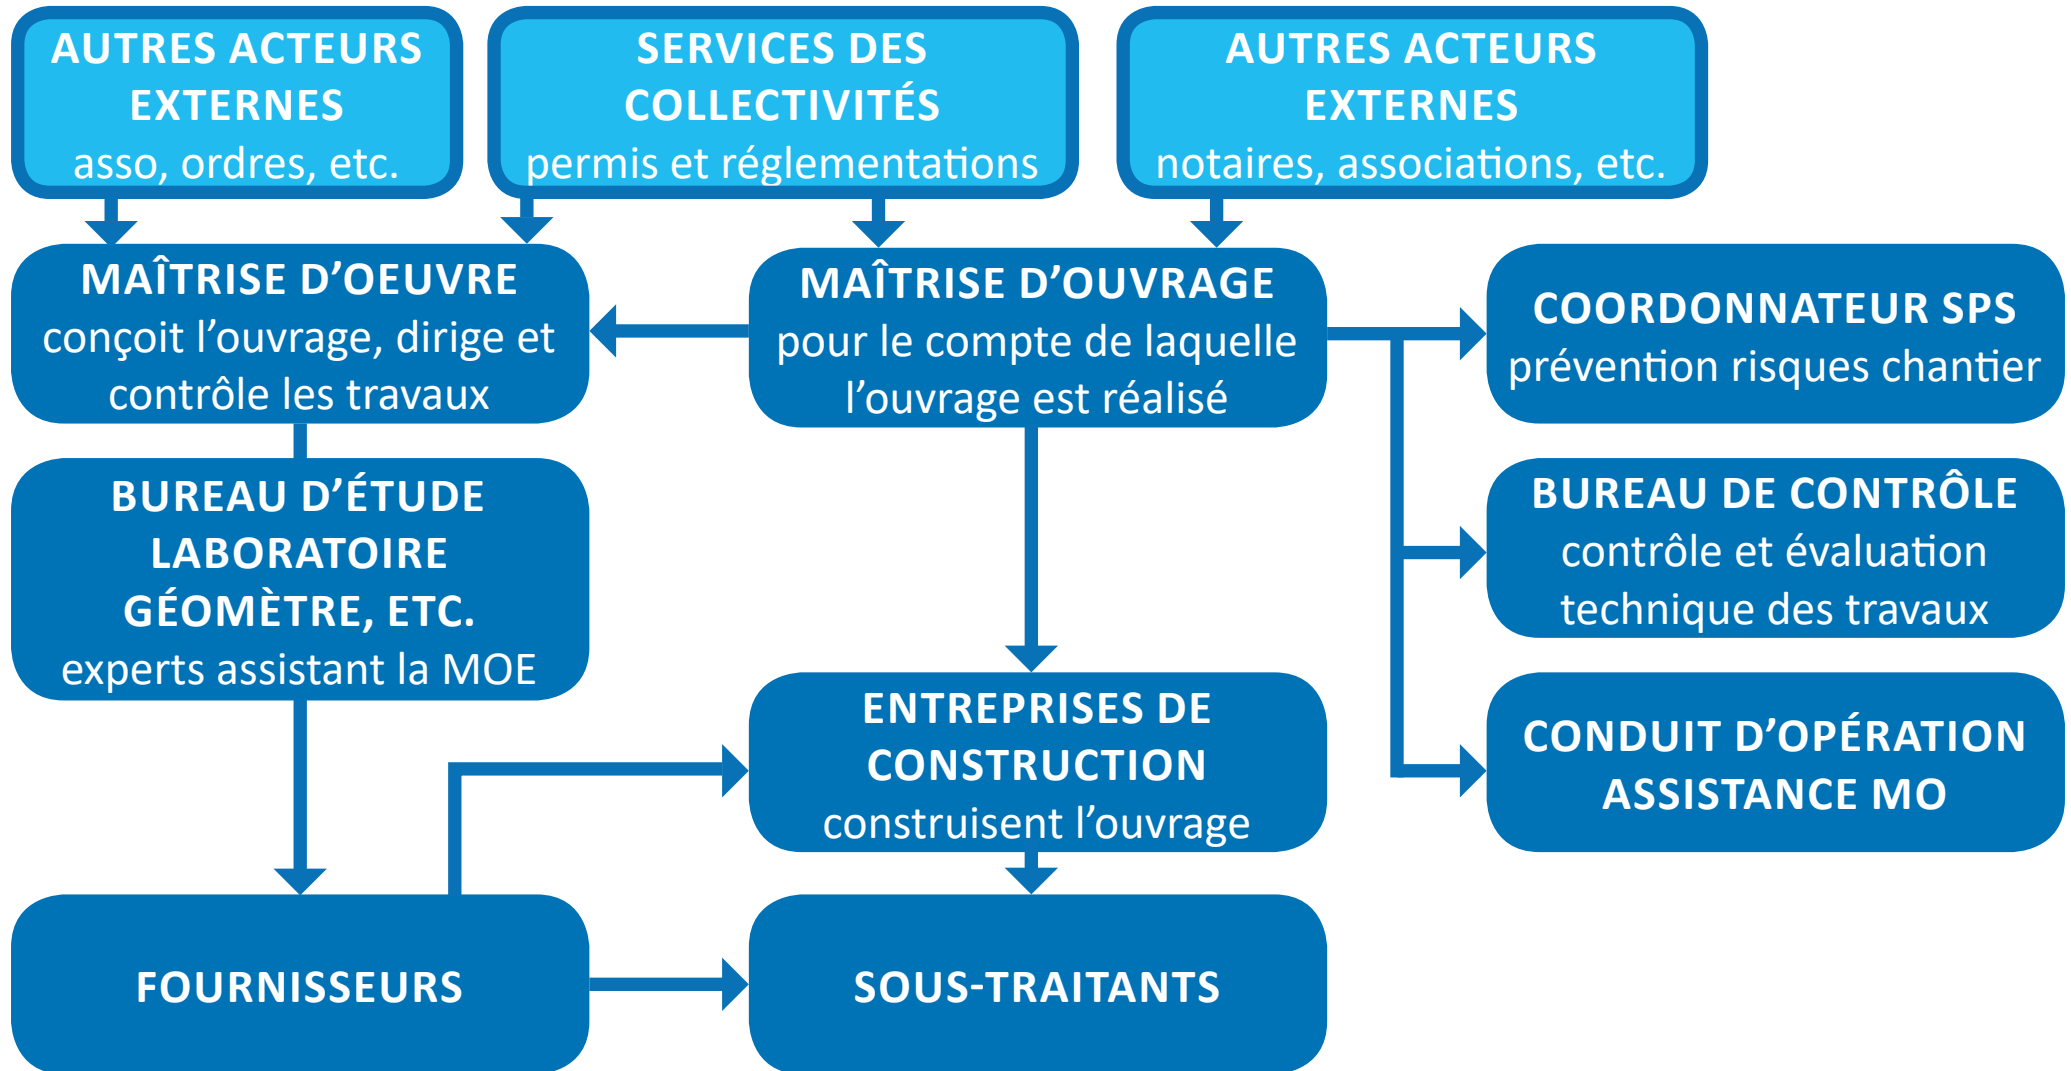 AUTRES ACTEURS
EXTERNES
asso, ordres, etc.
SERVICES DES
COLLECTIVITÉS
permis et réglementations
AUTRES ACTEURS
EXTERNES
notaires, associations, etc.
MAÎTRISE D’OEUVRE
conçoit l’ouvrage, dirige et
contrôle les travaux
MAÎTRISE D’OUVRAGE
pour le compte de laquelle
l’ouvrage est réalisé
COORDONNATEUR SPS
prévention risques chantier
BUREAU D’ÉTUDE
LABORATOIRE
GÉOMÈTRE, ETC.
experts assistant la MOE
BUREAU DE CONTRÔLE
contrôle et évaluation
technique des travaux
ENTREPRISES DE
CONSTRUCTION
construisent l’ouvrage
CONDUIT D’OPÉRATION
ASSISTANCE MO
FOURNISSEURS
SOUS-TRAITANTS